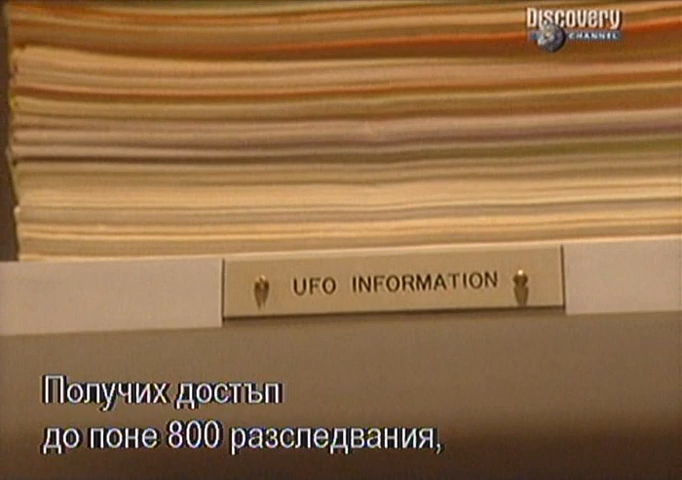 Discovery
CHANNEL
UFO INFORMATION
Получих достъп
до поне 800 разследвания,